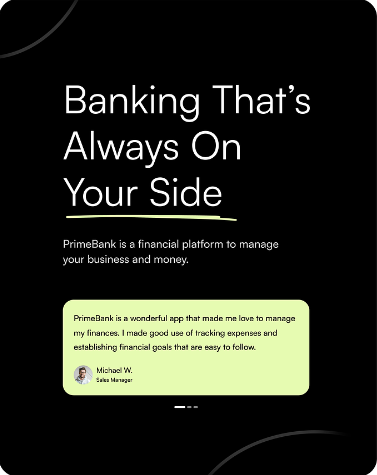 Banking That's
Always On
Your Side
PrimeBank is a financial platform to manage
your business and money.
PrimeBank is a wonderful app that made me love to manage
my finances. I made good use of tracking expenses and
establishing financial goals that are easy to follow.
Michael W.
Sales Manager